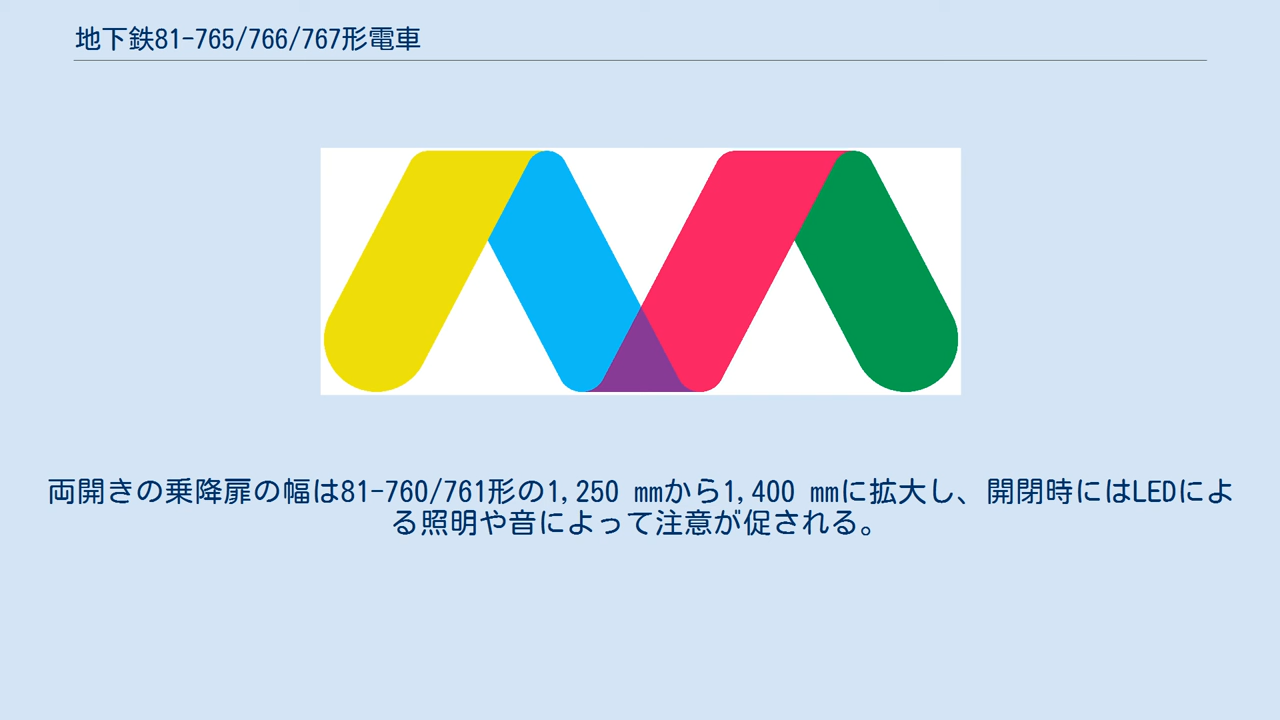 地下鉄81-765/766/767形電車
両開きの乗降扉の幅は81-760/761形の1,250 mmから1,400 mmに拡大し、開閉時にはLEDによ
る照明や音によって注意が促される。